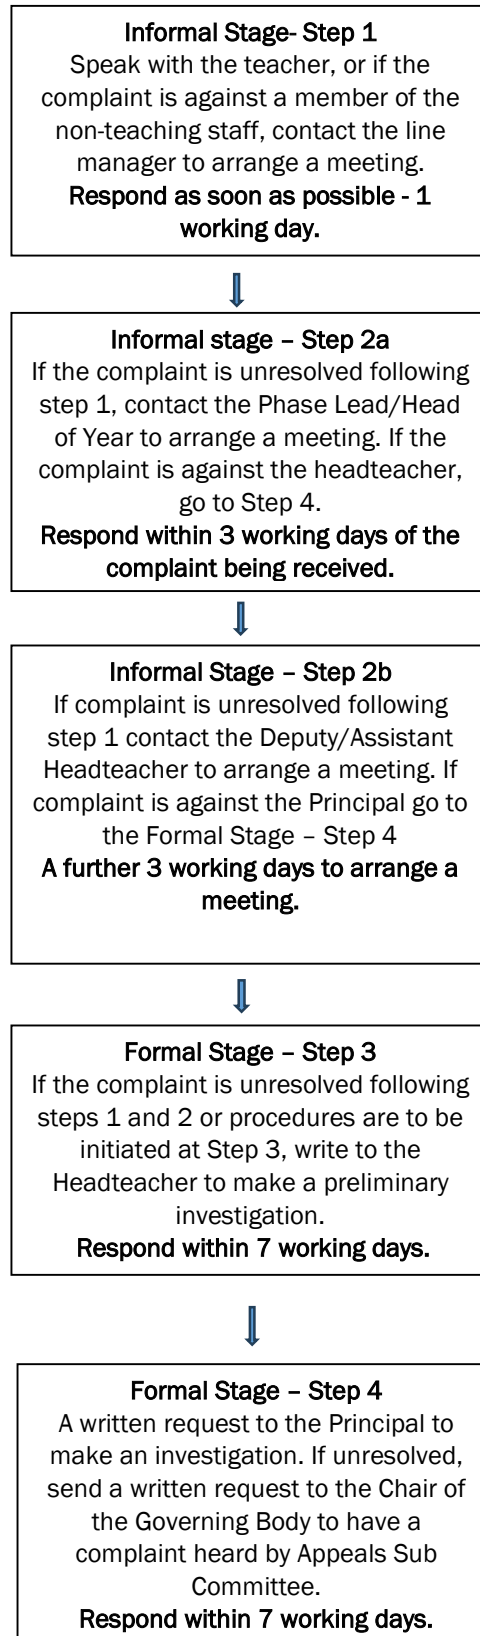 Informal Stage- Step 1
Speak with the teacher, or if the
complaint is against a member of the
non-teaching staff, contact the line
manager to arrange a meeting.
Respond as soon as possible - 1
working day.
Informal stage – Step 2a
If the complaint is unresolved following
step 1, contact the Phase Lead/Head
of Year to arrange a meeting. If the
complaint is against the headteacher,
go to Step 4.
Respond within 3 working days of the
complaint being received.
Informal Stage – Step 2b
If complaint is unresolved following
step 1 contact the Deputy/Assistant
Headteacher to arrange a meeting. If
complaint is against the Principal go to
the Formal Stage – Step 4
A further 3 working days to arrange a
meeting.
Formal Stage – Step 3
If the complaint is unresolved following
steps 1 and 2 or procedures are to be
initiated at Step 3, write to the
Headteacher to make a preliminary
investigation.
Respond within 7 working days.
Formal Stage – Step 4
A written request to the Principal to
make an investigation. If unresolved,
send a written request to the Chair of
the Governing Body to have a
complaint heard by Appeals Sub
Committee.
Respond within 7 working days.